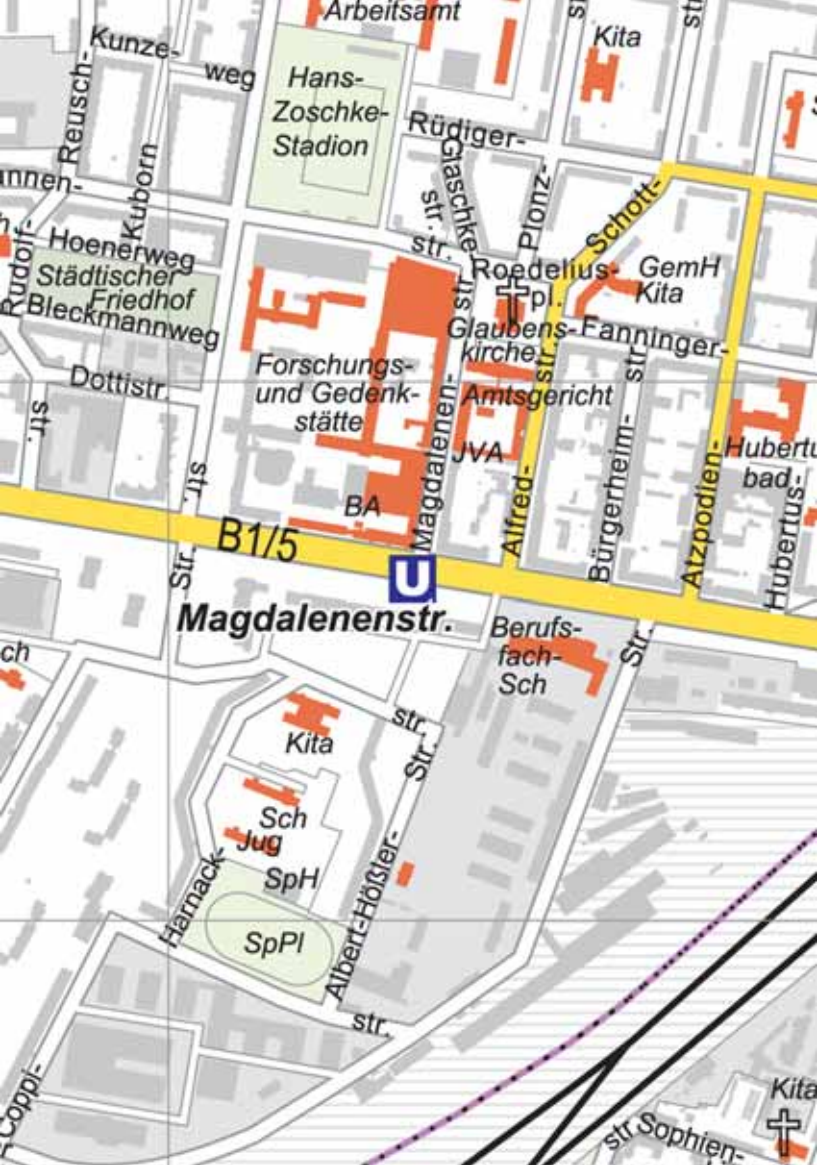 Arbeitsamt
str
str
Kita
Kunze-
weg
Reusch-
Hans-
Zoschke-
Stadion
Rüdiger-
S
Kuborn
Glaschke
str.
str.
Plonz-
Schott-
Rudolf-
Hoenerweg
Städtischer
Friedhof
Bleckmannweg
Roedelius-
pl.
GemH
Kita
str
Glaubens-
kirche
Fanninger-
str.
str
Dottistr.
str.
Forschungs-
und Gedenk-
stätte
Magdalenen-
Amtsgericht
JVA
Bürgerheim-
Alfred-
Atzpodien-
bad
Hubertus-
str.
BA
B1/5
Str.
U
Magdalenenstr.
Berufs-
fach-
Sch
Str.
ch
Kita
str.
Str.
Sch
Jug
SpH
Harnack-
SpPl
Albert-Hößler-
str.
Coppi-
Kita
str
Sophien-